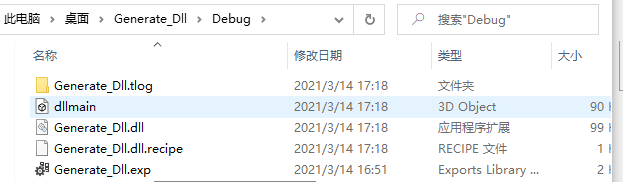 此电脑 > 桌面 > Generate_Dll > Debug > 搜索"Debug"
名称 修改日期 类型 大小
Generate_Dll.tlog 2021/3/14 17:18 文件夹
dllmain 2021/3/14 17:18 3D Object 90
Generate_Dll.dll 2021/3/14 17:18 应用程序扩展 99
Generate_Dll.dll.recipe 2021/3/14 17:18 RECIPE 文件 1
Generate_Dll.exp 2021/3/14 16:51 Exports Library ... 2